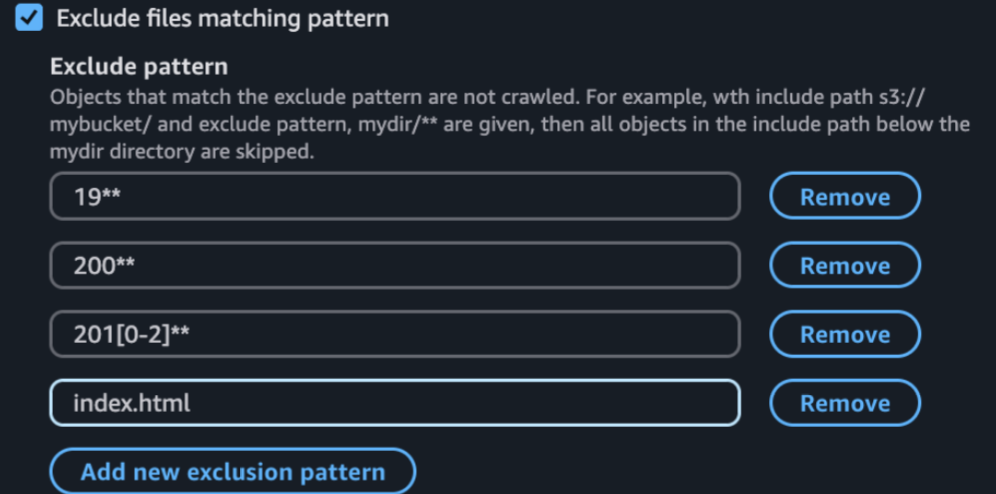 Exclude files matching pattern
Exclude pattern
Objects that match the exclude pattern are not crawled. For example, wth include path s3://
mybucket/ and exclude pattern, mydir/** are given, then all objects in the include path below the
mydir directory are skipped.
19** Remove
200** Remove
201[0-2]** Remove
index.html Remove
Add new exclusion pattern